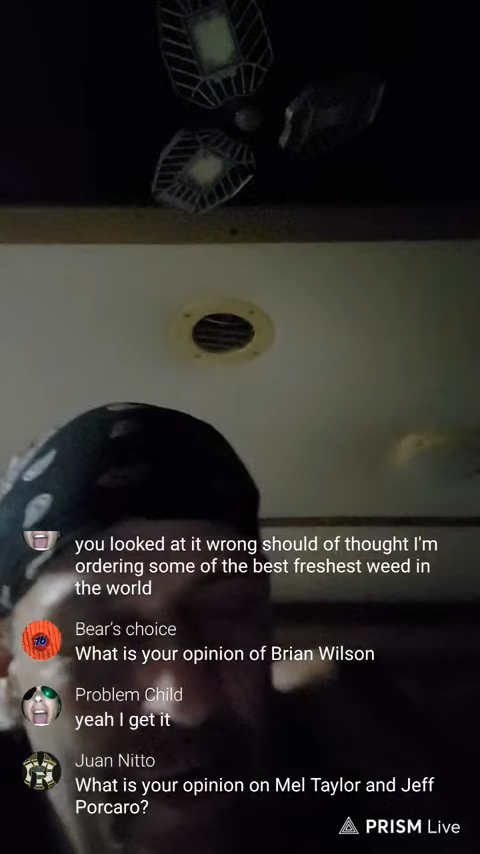 you looked at it wrong should of thought I'm
ordering some of the best freshest weed in
the world
Bear's choice
What is your opinion of Brian Wilson
Problem Child
yeah I get it
Juan Nitto
What is your opinion on Mel Taylor and Jeff
Porcaro?
PRISM Live